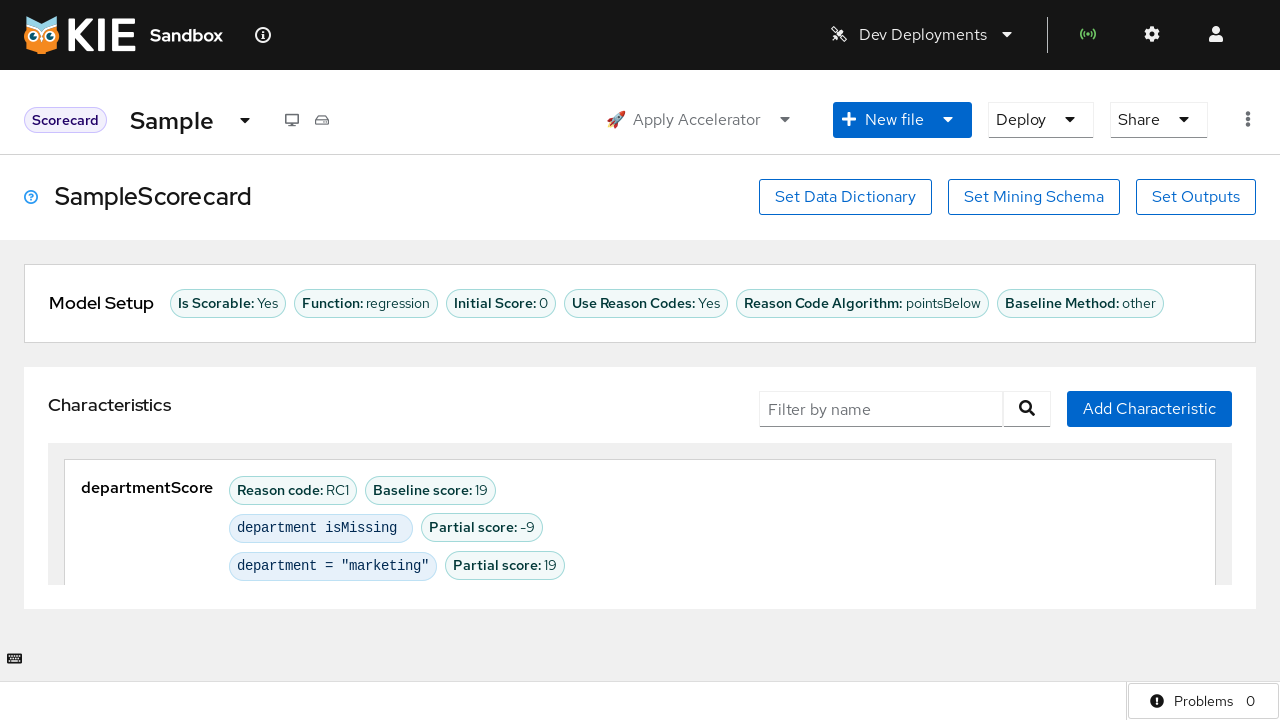 KIE Sandbox
Dev Deployments
Scorecard
Sample
🚀 Apply Accelerator
New file
Deploy
Share
SampleScorecard
Set Data Dictionary
Set Mining Schema
Set Outputs
Model Setup
Is Scorable: Yes
Function: regression
Initial Score: 0
Use Reason Codes: Yes
Reason Code Algorithm: pointsBelow
Baseline Method: other
Characteristics
Filter by name
Add Characteristic
departmentScore
Reason code: RC1
Baseline score: 19
department isMissing
Partial score: -9
department = "marketing"
Partial score: 19
Problems 0